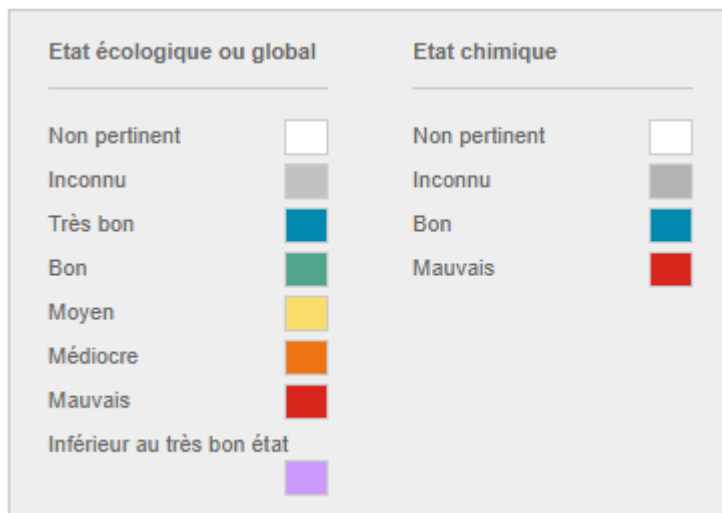 Etat écologique ou global
Non pertinent
Inconnu
Très bon
Bon
Moyen
Médiocre
Mauvais
Inférieur au très bon état
Etat chimique
Non pertinent
Inconnu
Bon
Mauvais